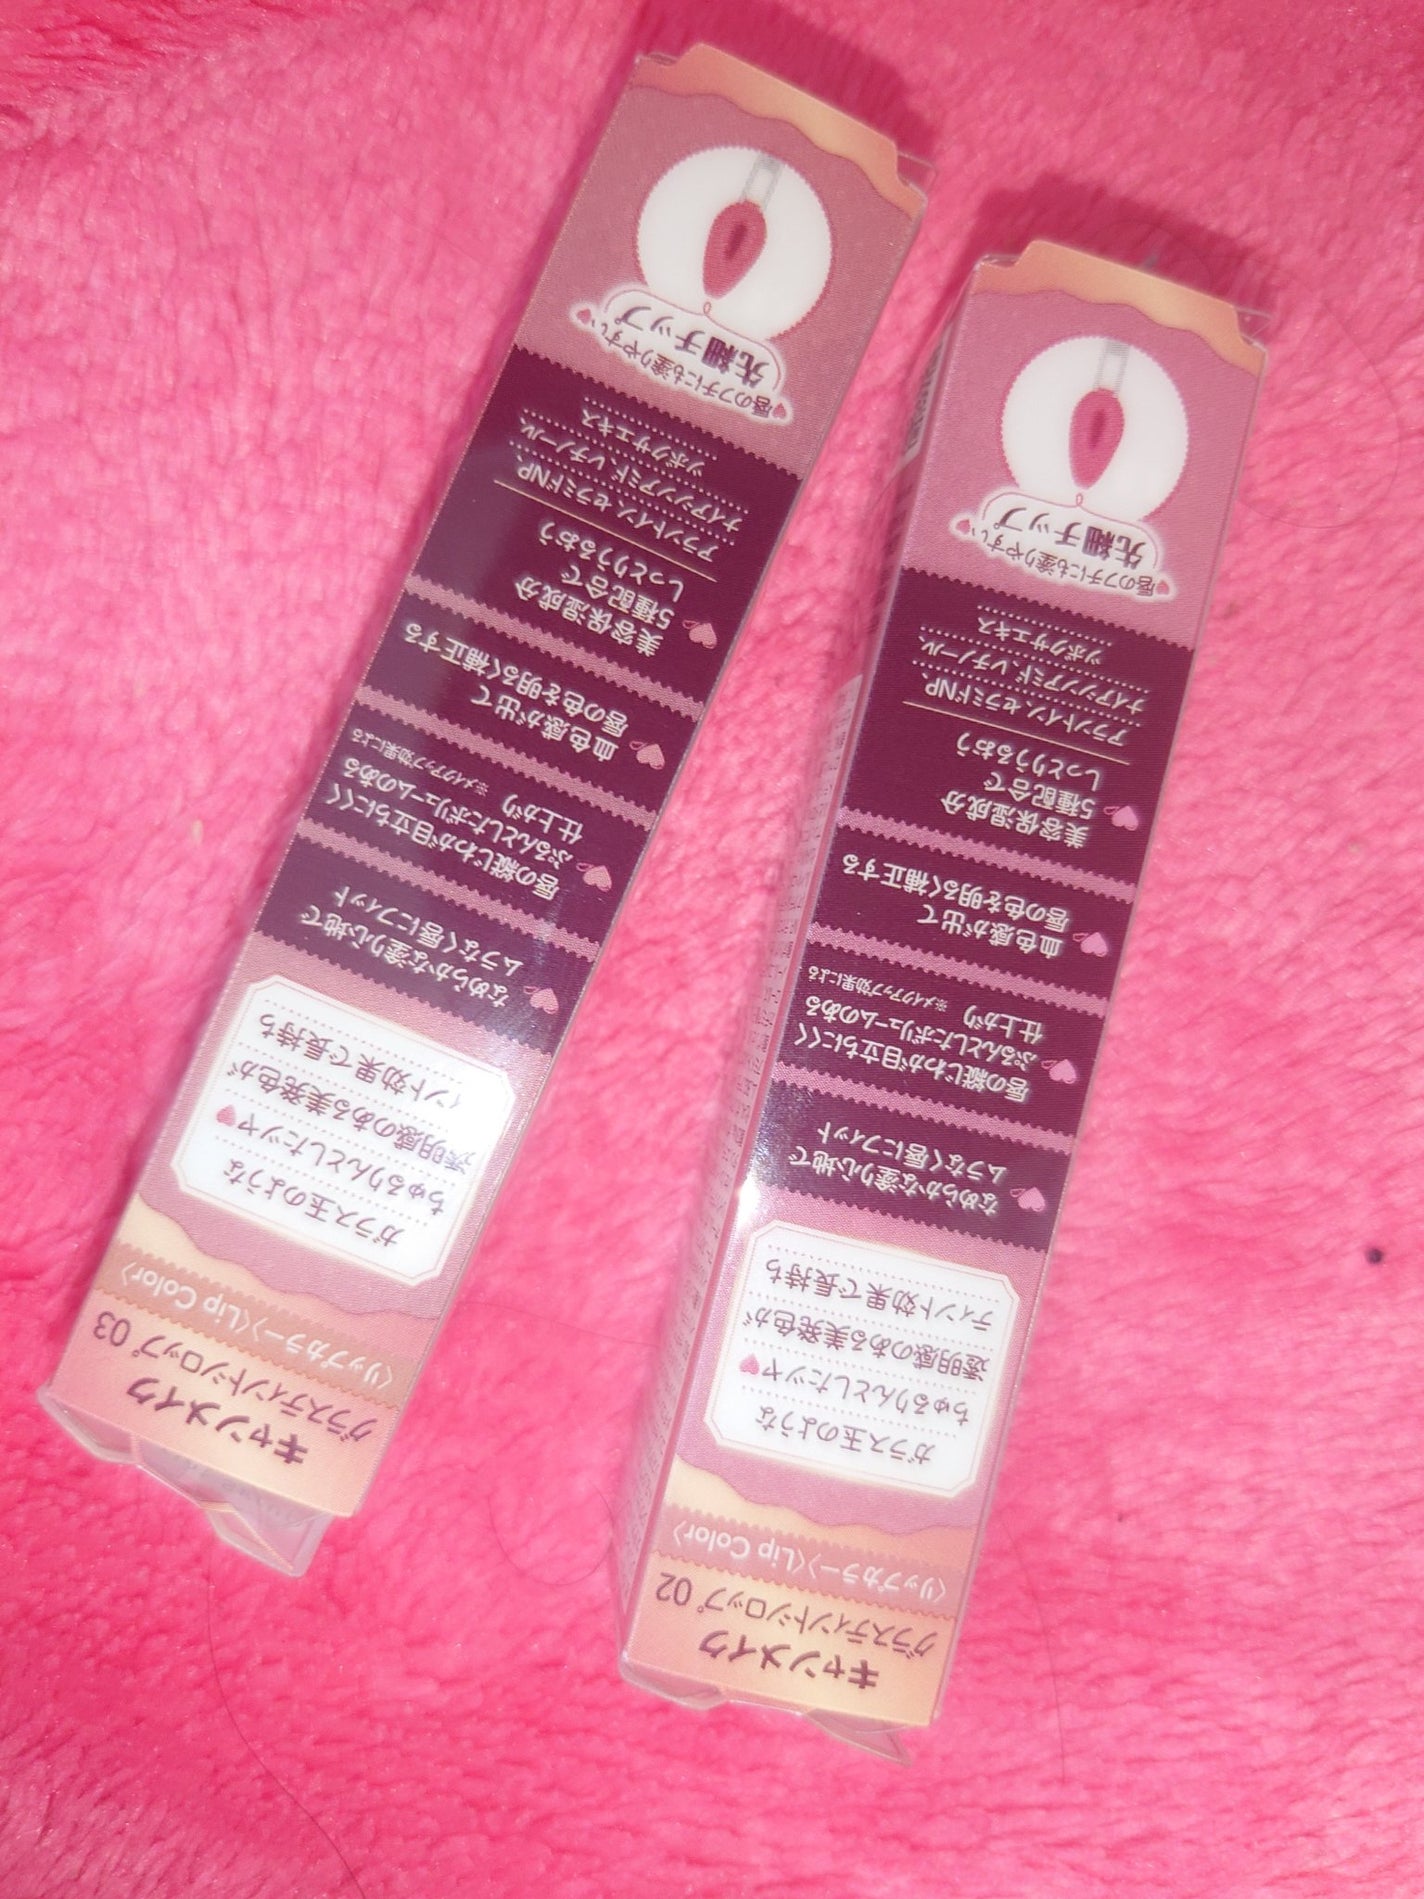 キャンメイク
グラスティントシロップ 03
〈リップカラー〉〈Lip Color〉
ガラス玉のような
ちゅるりんとしたツヤ♥
透明感のある美発色が
ィント効果で長持ち
なめらかな塗り心地で
ムラなく唇にフィット
唇の縦じわが目立ちにくく
ぷるんとしたボリュームのある
仕上がり ※メイクアップ効果による
血色感が出て
唇の色を明るく補正する
美容保湿成分
5種配合で
しっとりうるおう
アラントイン、セラミドNP、
ナイアシンアミド、レチノール、
ツボクサエキス
唇のフチにも塗りやすい
先細チップ
キャンメイク
グラスティントシロップ 02
〈リップカラー〉〈Lip Color〉
ガラス玉のような
ちゅるりんとしたツヤ♥
透明感のある美発色が
ティント効果で長持ち
なめらかな塗り心地で
ムラなく唇にフィット
唇の縦じわが目立ちにくく
ぷるんとしたボリュームのある
仕上がり ※メイクアップ効果による
血色感が出て
唇の色を明るく補正する
美容保湿成分
5種配合で
しっとりうるおう
アラントイン、セラミドNP、
ナイアシンアミド、レチノール、
ツボクサエキス
唇のフチにも塗りやすい
先細チップ